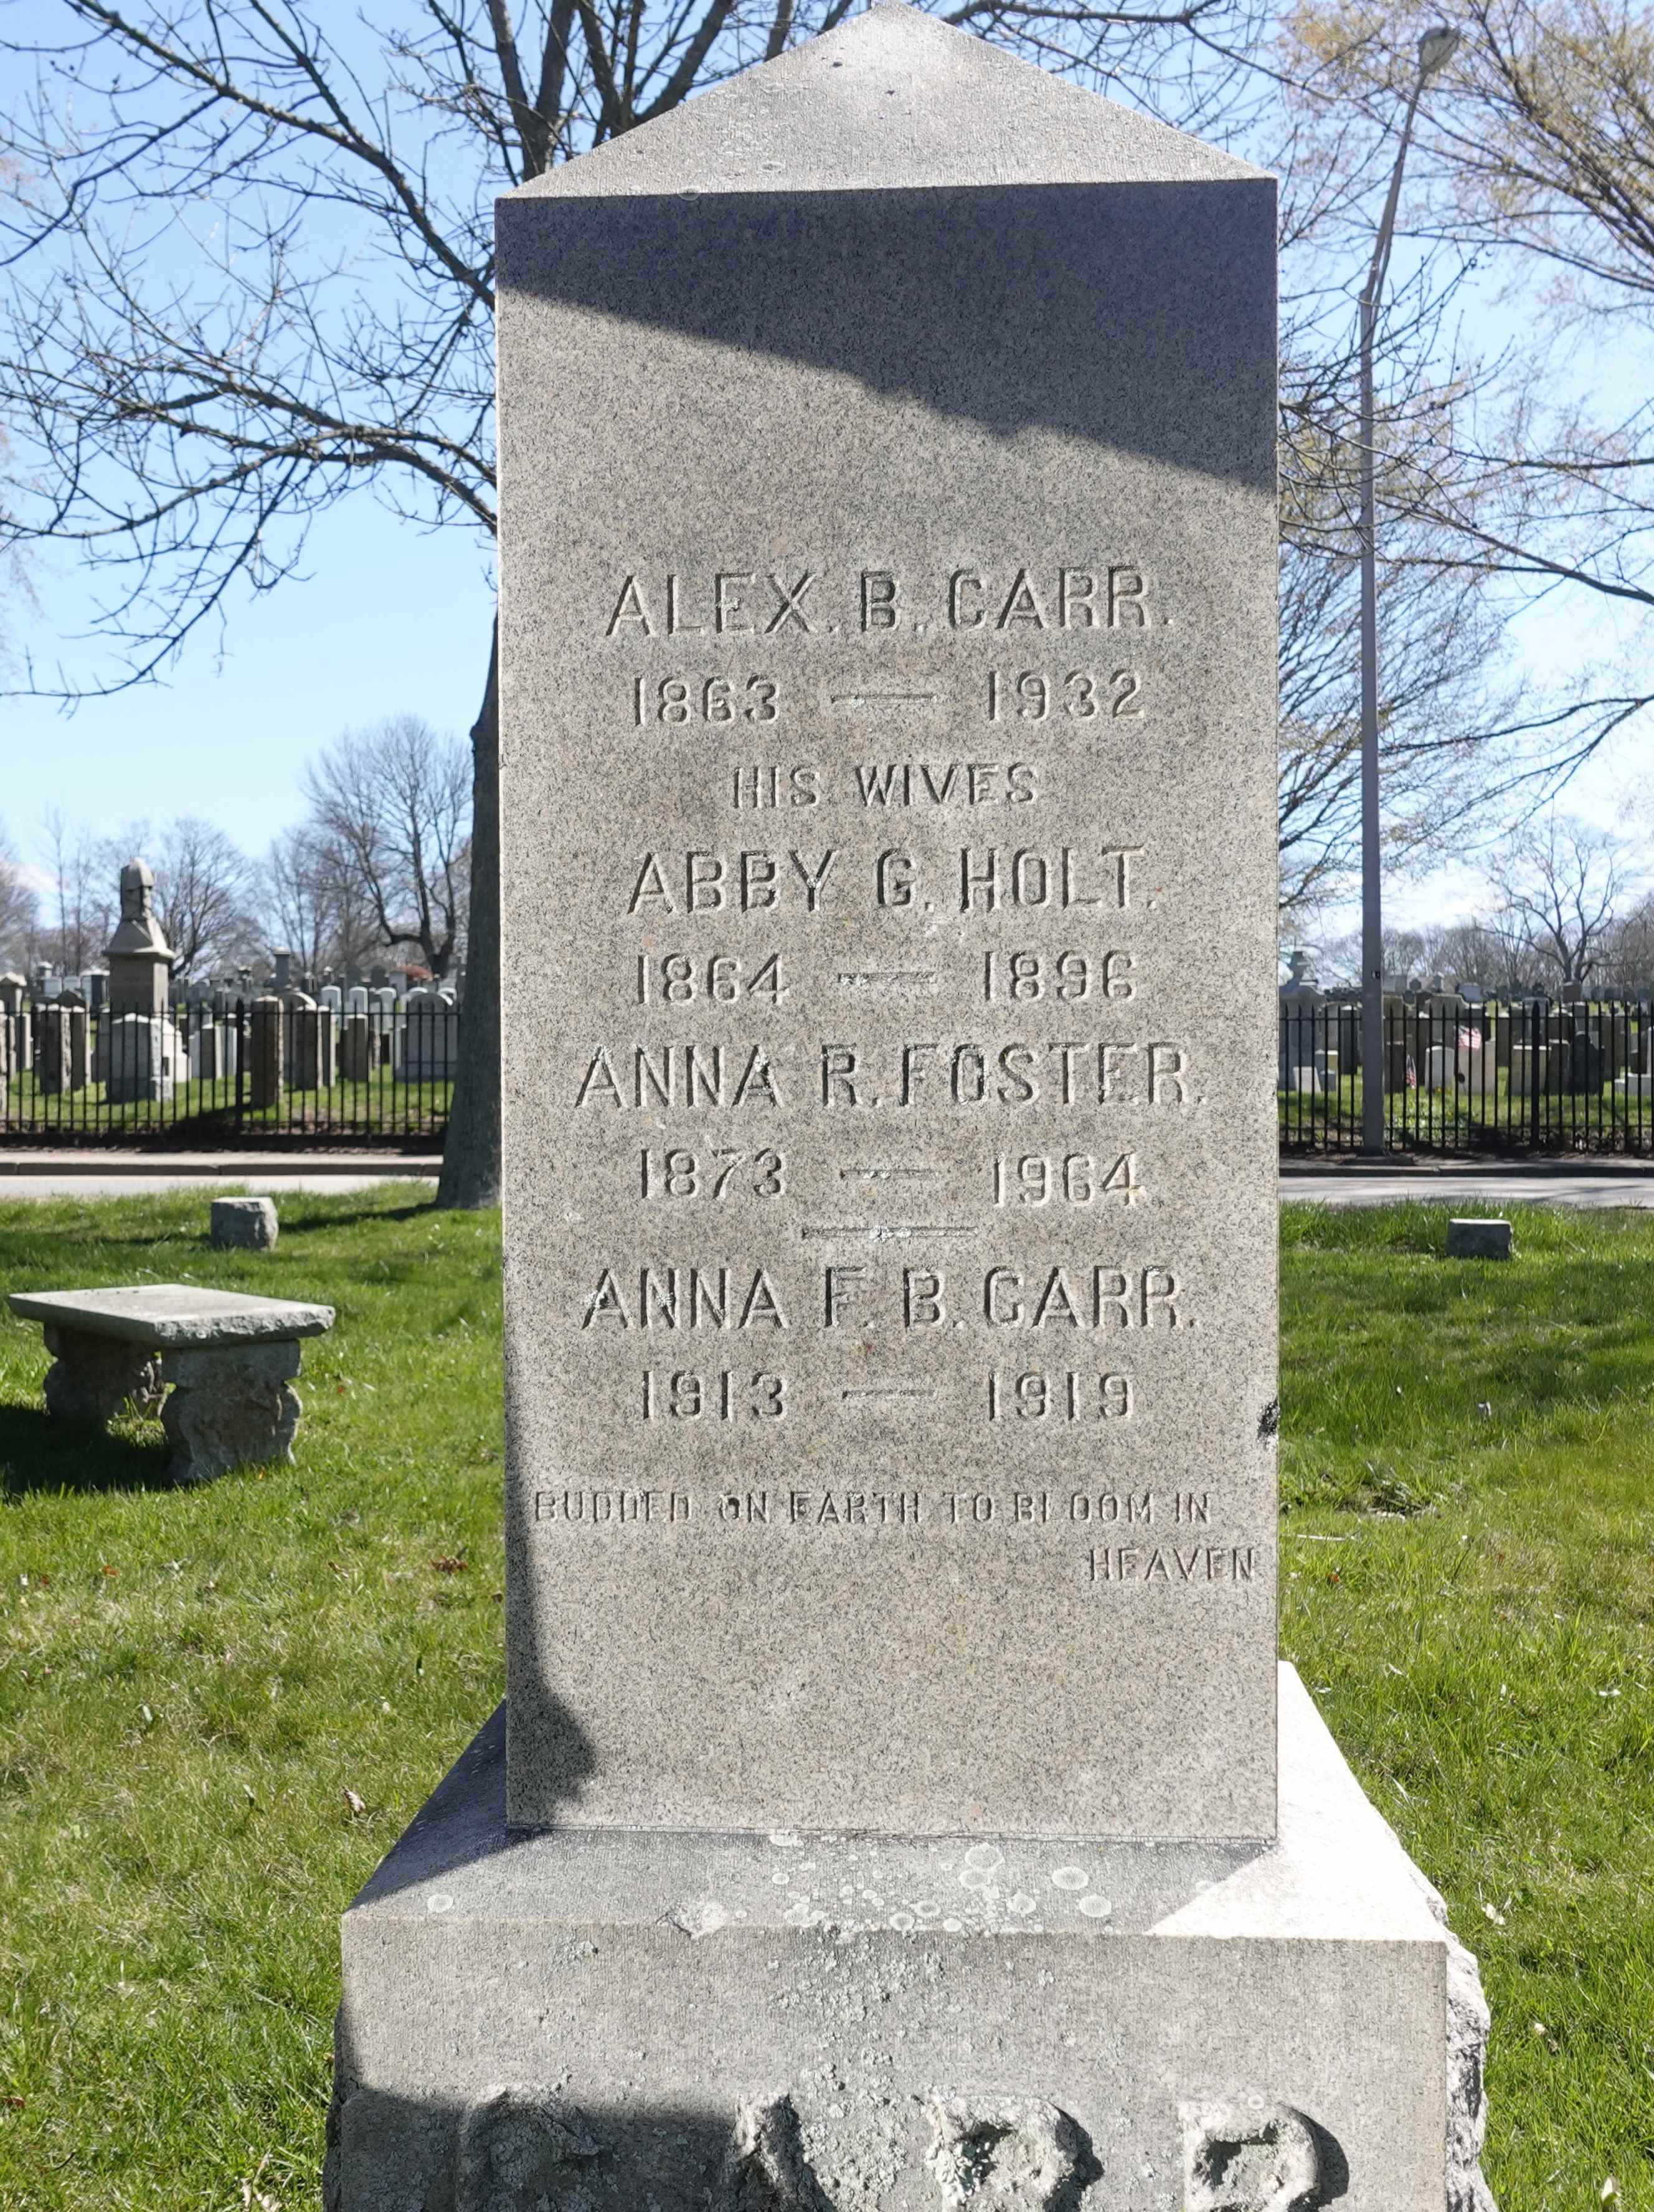 ALEX. B. CARR.
1863 — 1932
HIS WIVES
ABBY G. HOLT.
1864 — 1896
ANNA R. FOSTER.
1873 — 1964
ANNA F. B. CARR.
1913 — 1919
BUDDED ON EARTH TO BLOOM IN
HEAVEN
CARR